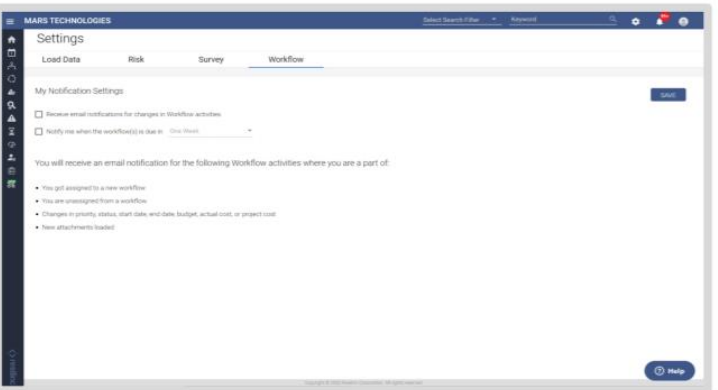 MARS TECHNOLOGIES
Select Search Filter
Keyword
Settings
Load Data
Risk
Survey
Workflow
My Notification Settings
SAVE
Receive email notifications for changes in Workflow activities
Notify me when the workflow(s) is due in One Week
You will receive an email notification for the following Workflow activities where you are a part of:
You got assigned to a new workflow
You are unassigned from a workflow
Changes in priority, status, start date, end date, budget, actual cost, or project cost
New attachments loaded
Help